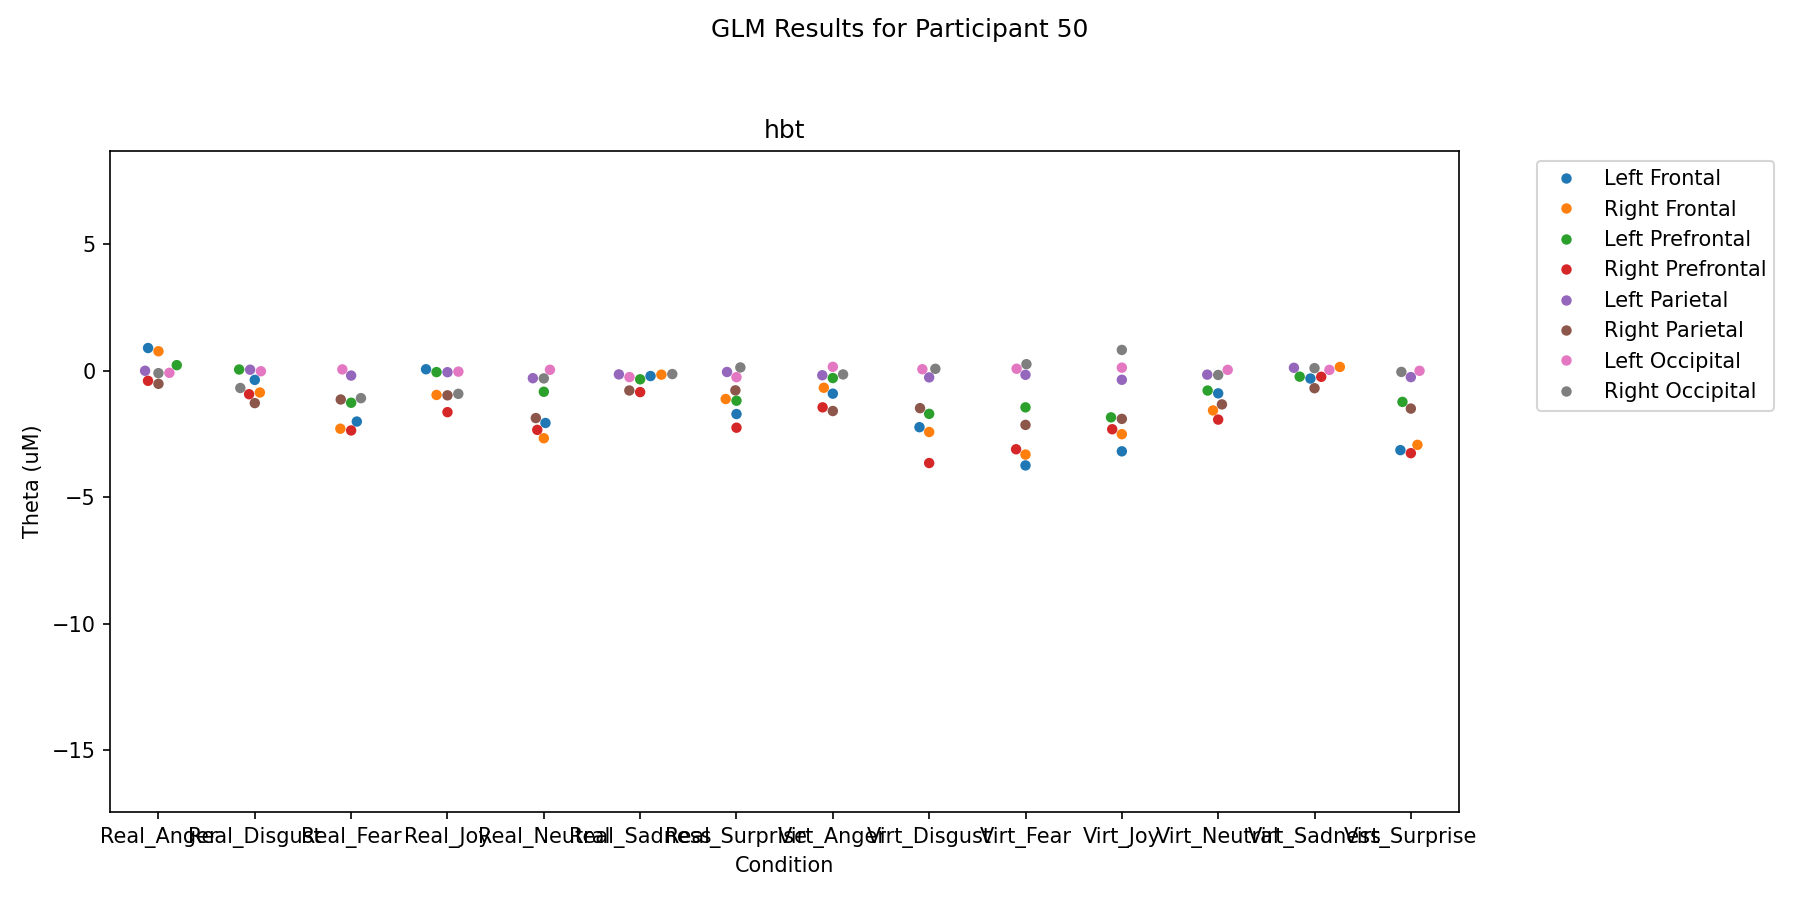 GLM Results for Participant 50
hbt
Theta (uM)
5
0
−5
−10
−15
Real_Anger
Real_Disgust
Real_Fear
Real_Joy
Real_Neutral
Real_Sadness
Real_Surprise
Virt_Anger
Virt_Disgust
Virt_Fear
Virt_Joy
Virt_Neutral
Virt_Sadness
Virt_Surprise
Condition
Left Frontal
Right Frontal
Left Prefrontal
Right Prefrontal
Left Parietal
Right Parietal
Left Occipital
Right Occipital